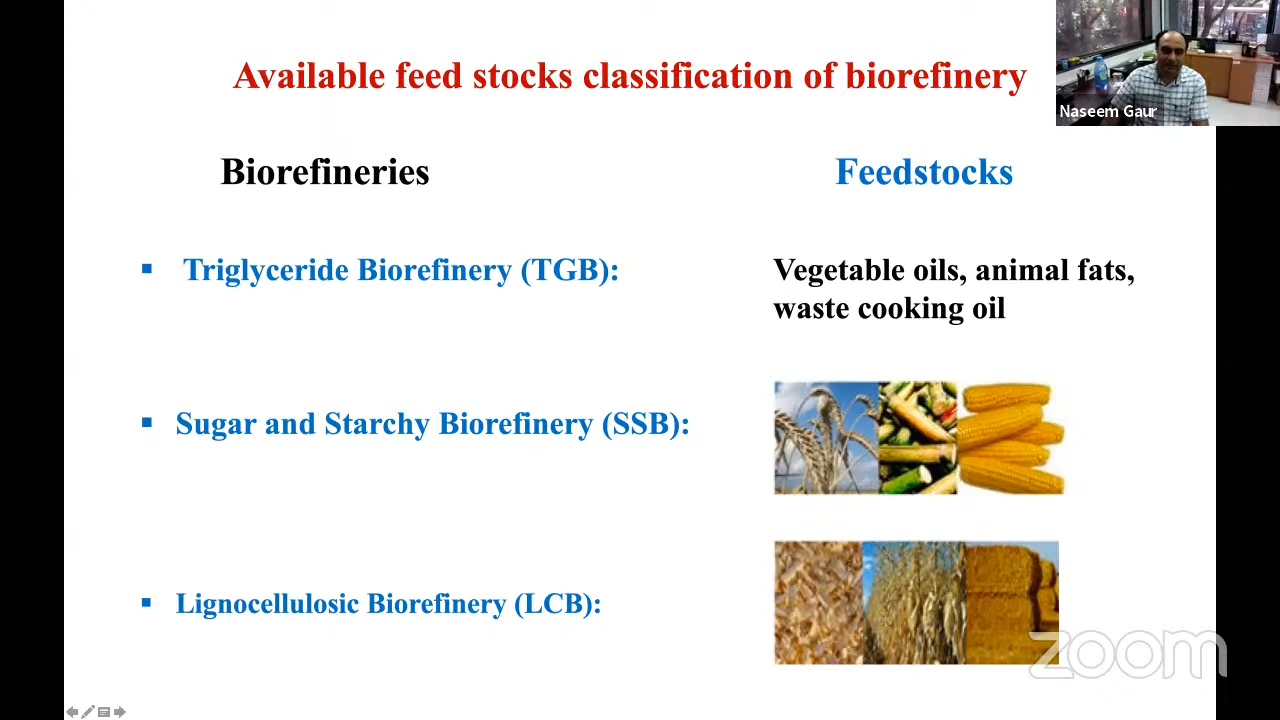 Available feed stocks classification of biorefinery
Naseem Gaur
Biorefineries
Feedstocks
▪ Triglyceride Biorefinery (TGB):
Vegetable oils, animal fats,
waste cooking oil
▪ Sugar and Starchy Biorefinery (SSB):
▪ Lignocellulosic Biorefinery (LCB):
zoom